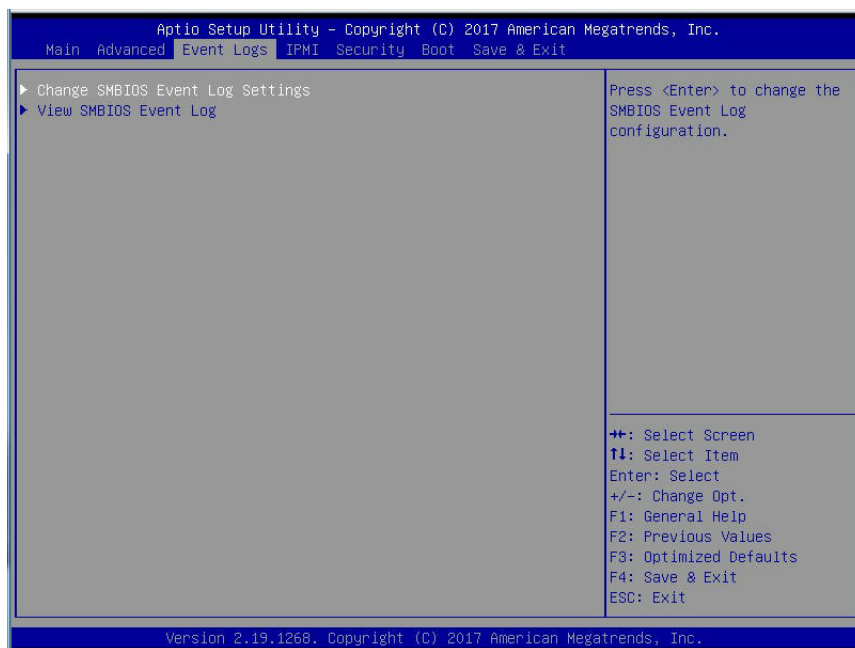 Aptio Setup Utility – Copyright (C) 2017 American Megatrends, Inc.
Main Advanced Event Logs IPMI Security Boot Save & Exit
▶ Change SMBIOS Event Log Settings
▶ View SMBIOS Event Log
Press <Enter> to change the
SMBIOS Event Log
configuration.
→←: Select Screen
↑↓: Select Item
Enter: Select
+/-: Change Opt.
F1: General Help
F2: Previous Values
F3: Optimized Defaults
F4: Save & Exit
ESC: Exit
Version 2.19.1268. Copyright (C) 2017 American Megatrends, Inc.